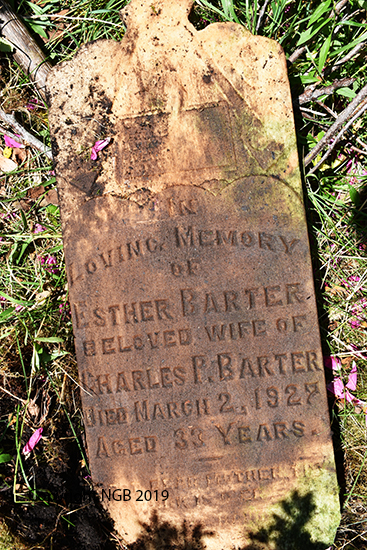 IN
LOVING MEMORY
OF
ESTHER BARTER
BELOVED WIFE OF
CHARLES P. BARTER
DIED MARCH 2, 1927
AGED 33 YEARS.
NGB 2019